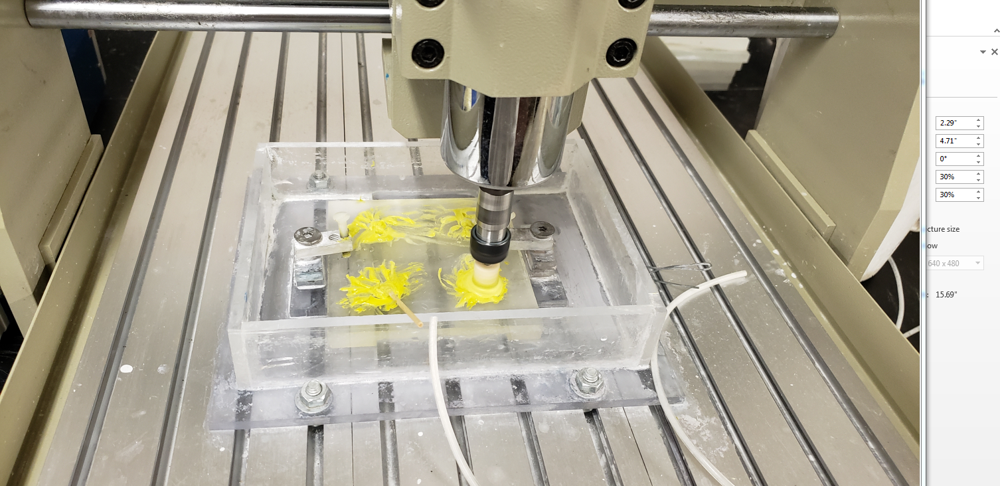 2.29"
4.71"
0°
30%
30%
cture size
ow
640 x 480
: 15.69"